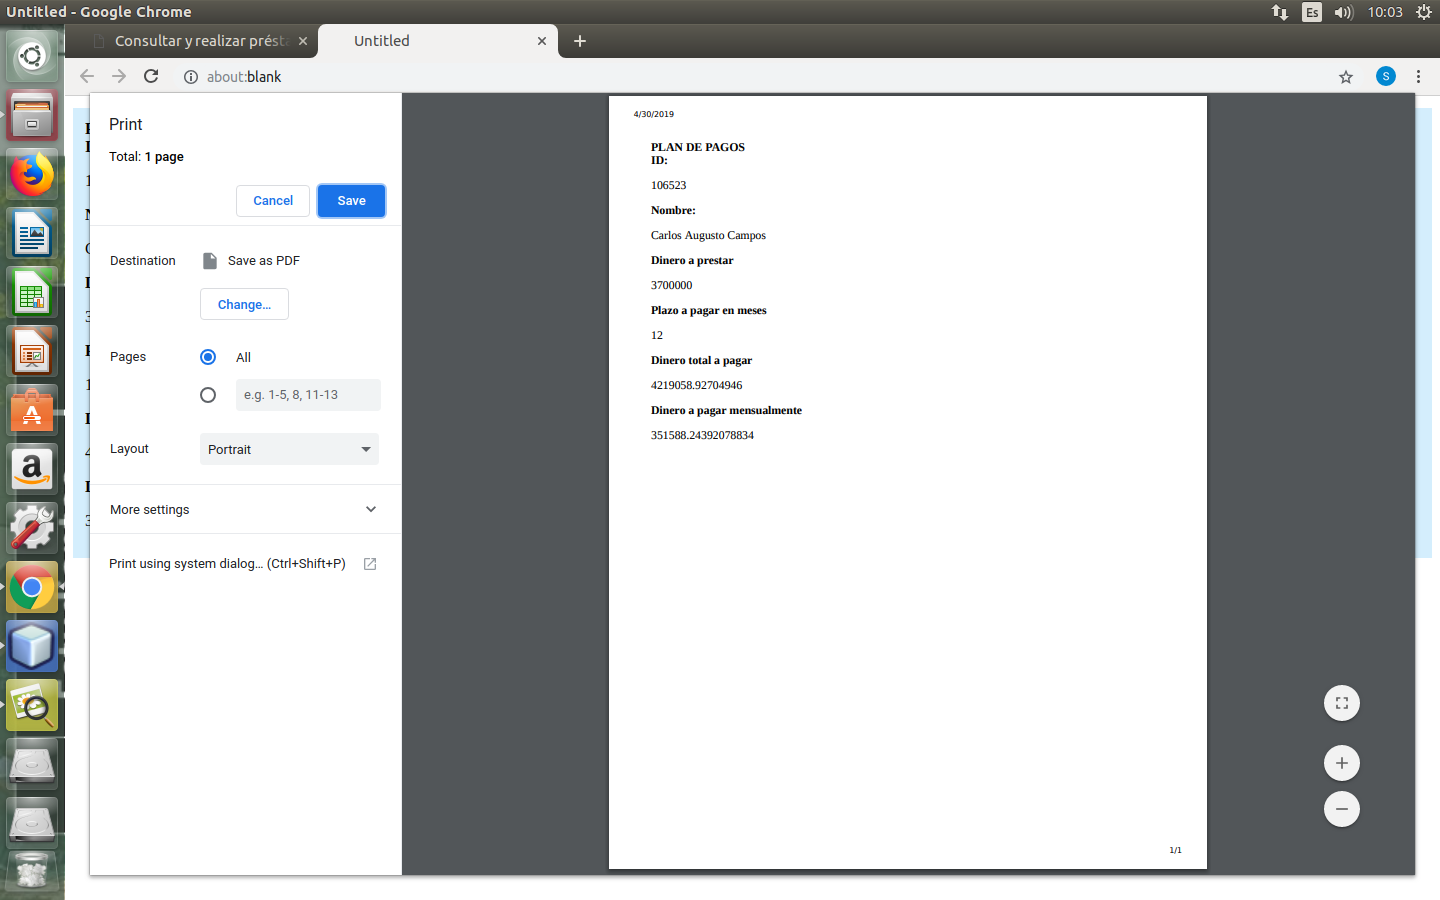 Untitled - Google Chrome
Es
10:03
Consultar y realizar prést
Untitled
about:blank
S
Print
Total: 1 page
Cancel
Save
Destination
Save as PDF
Change...
Pages
All
e.g. 1-5, 8, 11-13
Layout
Portrait
More settings
Print using system dialog... (Ctrl+Shift+P)
4/30/2019
PLAN DE PAGOS
ID:
106523
Nombre:
Carlos Augusto Campos
Dinero a prestar
3700000
Plazo a pagar en meses
12
Dinero total a pagar
4219058.92704946
Dinero a pagar mensualmente
351588.24392078834
1/1